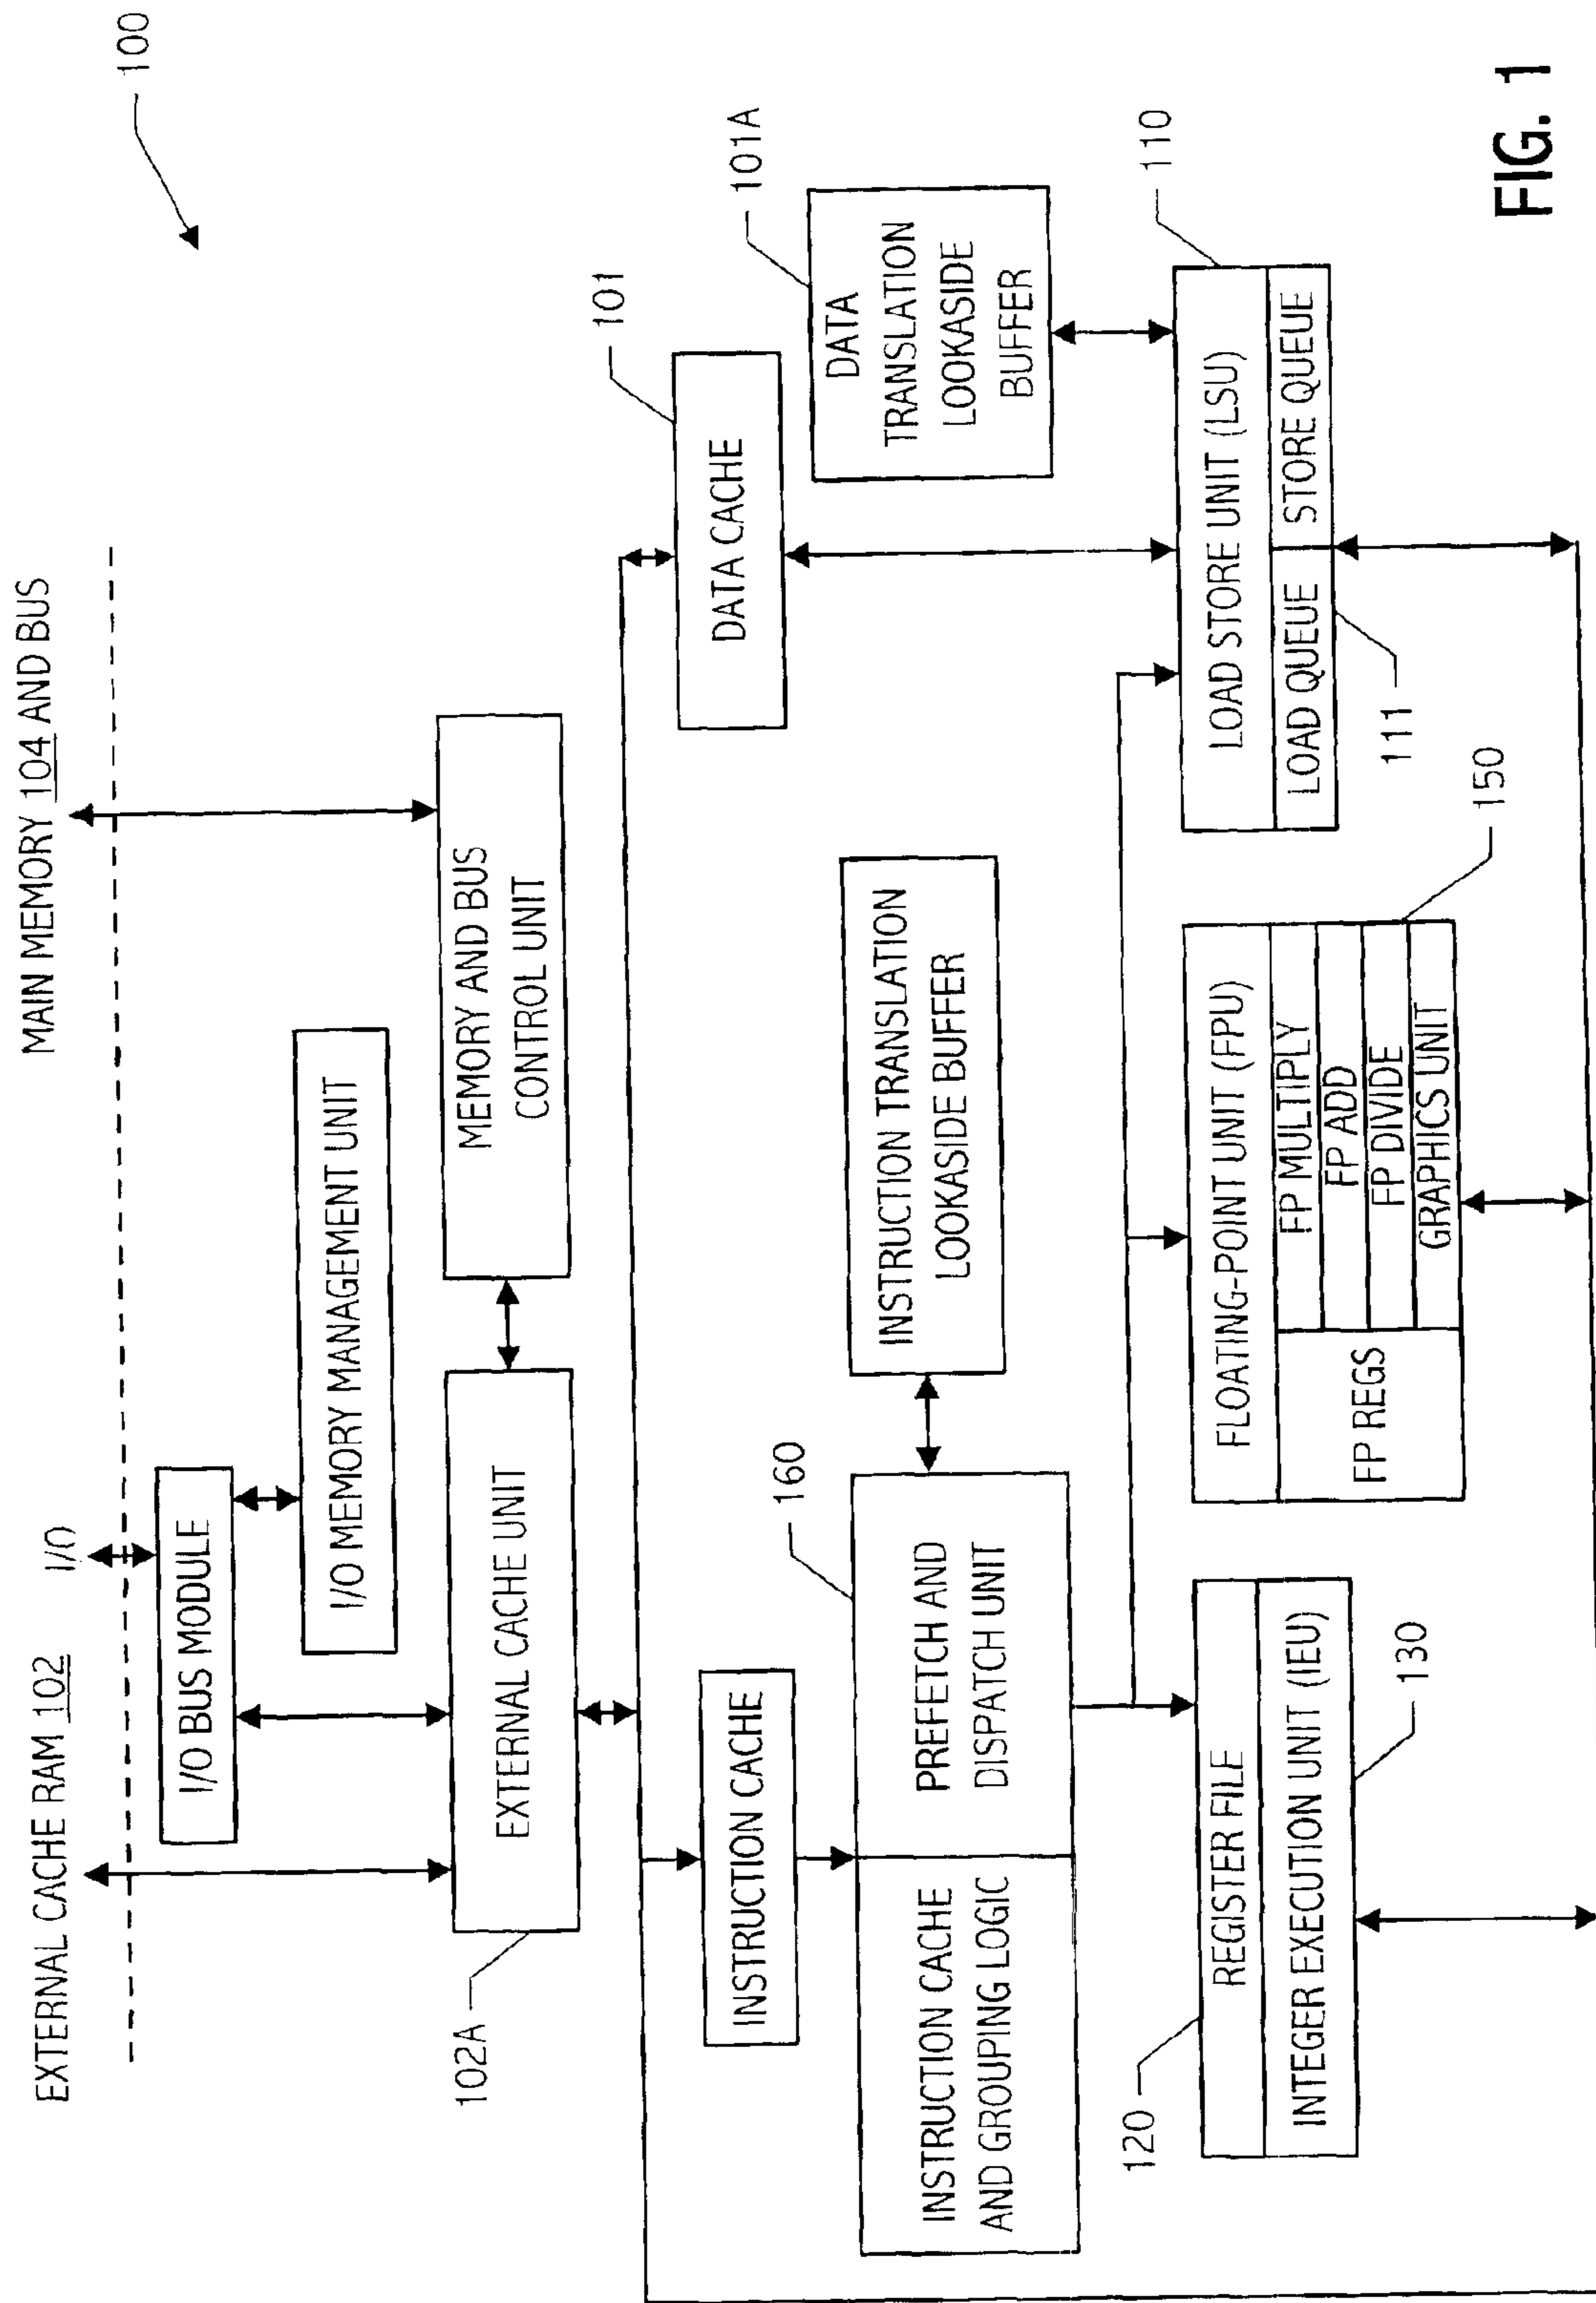 EXTERNAL CACHE RAM 102
I/O
MAIN MEMORY 104 AND BUS
100
I/O BUS MODULE
I/O MEMORY MANAGEMENT UNIT
EXTERNAL CACHE UNIT
102A
MEMORY AND BUS
CONTROL UNIT
INSTRUCTION CACHE
DATA CACHE
101
INSTRUCTION CACHE
AND GROUPING LOGIC
PREFETCH AND
DISPATCH UNIT
160
INSTRUCTION TRANSLATION
LOOKASIDE BUFFER
DATA
TRANSLATION
LOOKASIDE
BUFFER
101A
120
REGISTER FILE
INTEGER EXECUTION UNIT (IEU)
130
FLOATING-POINT UNIT (FPU)
FP REGS
FP MULTIPLY
FP ADD
FP DIVIDE
GRAPHICS UNIT
150
LOAD STORE UNIT (LSU)
LOAD QUEUE
STORE QUEUE
110
111
FIG. 1